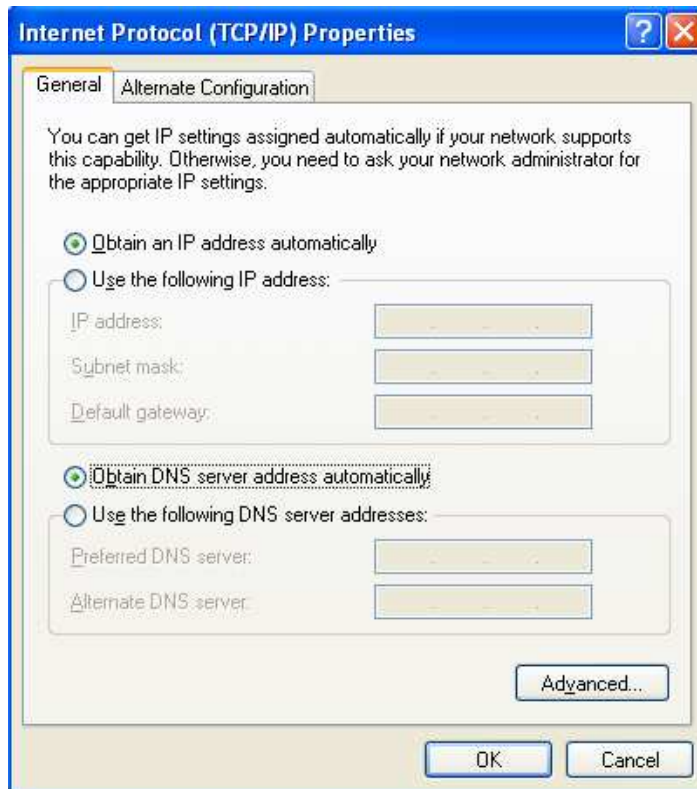 Internet Protocol (TCP/IP) Properties
General
Alternate Configuration
You can get IP settings assigned automatically if your network supports
this capability. Otherwise, you need to ask your network administrator for
the appropriate IP settings.
Obtain an IP address automatically
Use the following IP address:
IP address:
Subnet mask:
Default gateway:
Obtain DNS server address automatically
Use the following DNS server addresses:
Preferred DNS server:
Alternate DNS server:
Advanced...
OK
Cancel